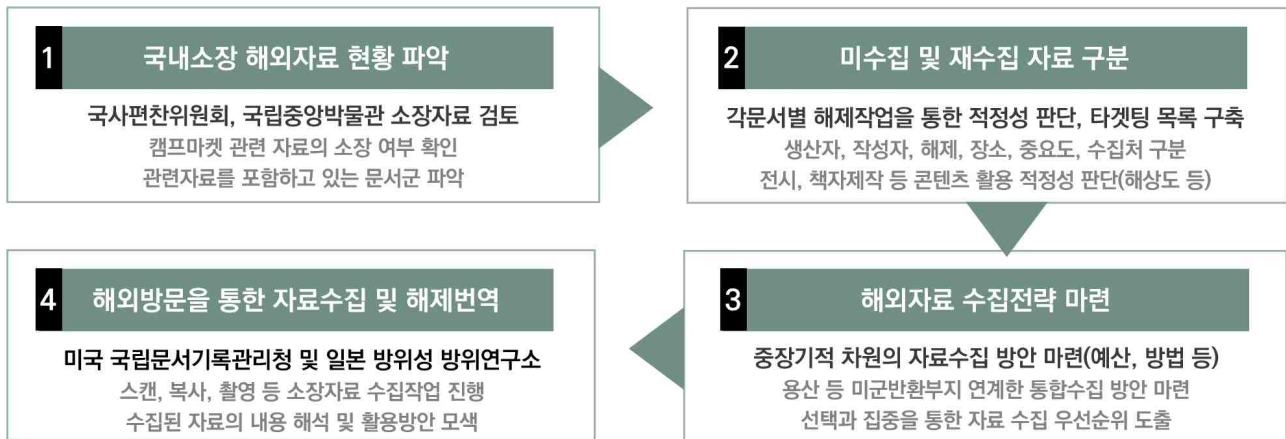 1 국내소장 해외자료 현황 파악
국사편찬위원회, 국립중앙박물관 소장자료 검토
캠프마켓 관련 자료의 소장 여부 확인
관련자료를 포함하고 있는 문서군 파악
2 미수집 및 재수집 자료 구분
각문서별 해제작업을 통한 적정성 판단, 타겟팅 목록 구축
생산자, 작성자, 해제, 장소, 중요도, 수집처 구분
전시, 책자제작 등 콘텐츠 활용 적정성 판단(해상도 등)
3 해외자료 수집전략 마련
중장기적 차원의 자료수집 방안 마련(예산, 방법 등)
용산 등 미군반환부지 연계한 통합수집 방안 마련
선택과 집중을 통한 자료 수집 우선순위 도출
4 해외방문을 통한 자료수집 및 해제번역
미국 국립문서기록관리청 및 일본 방위성 방위연구소
스캔, 복사, 촬영 등 소장자료 수집작업 진행
수집된 자료의 내용 해석 및 활용방안 모색